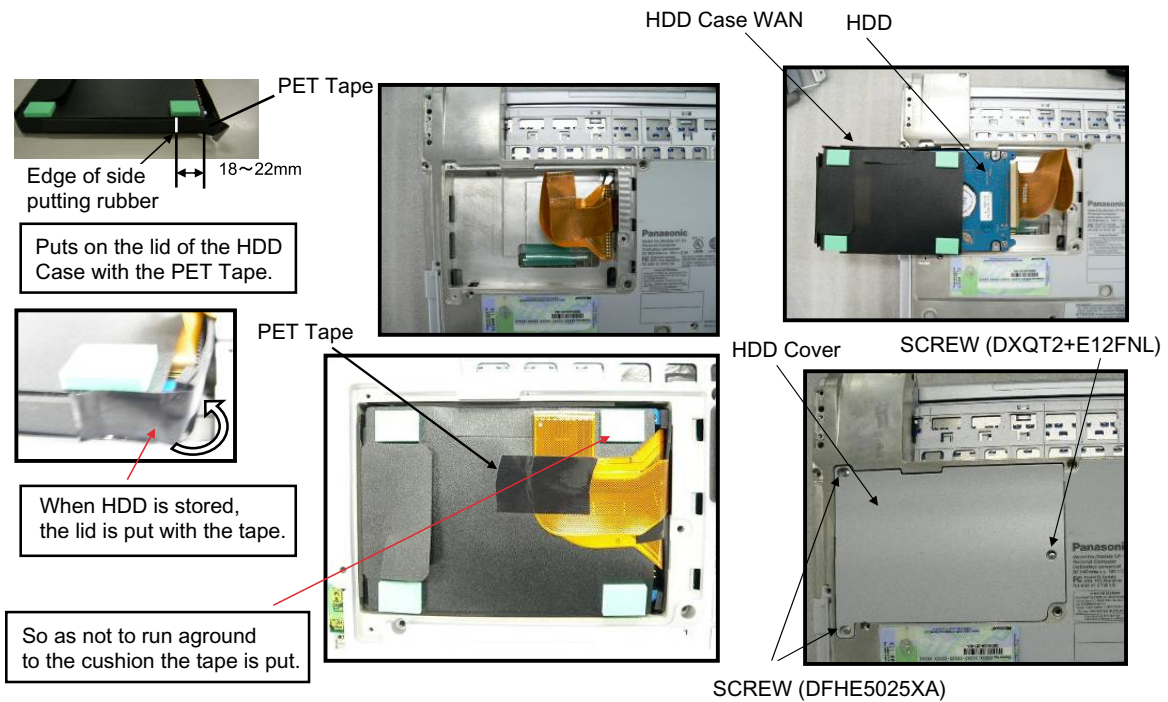 HDD Case WAN
HDD
PET Tape
18~22mm
Edge of side
putting rubber
Puts on the lid of the HDD
Case with the PET Tape.
Panasonic
Panasonic
PET Tape
HDD Cover
SCREW (DXQT2+E12FNL)
When HDD is stored,
the lid is put with the tape.
Panasonic
So as not to run aground
to the cushion the tape is put.
SCREW (DFHE5025XA)